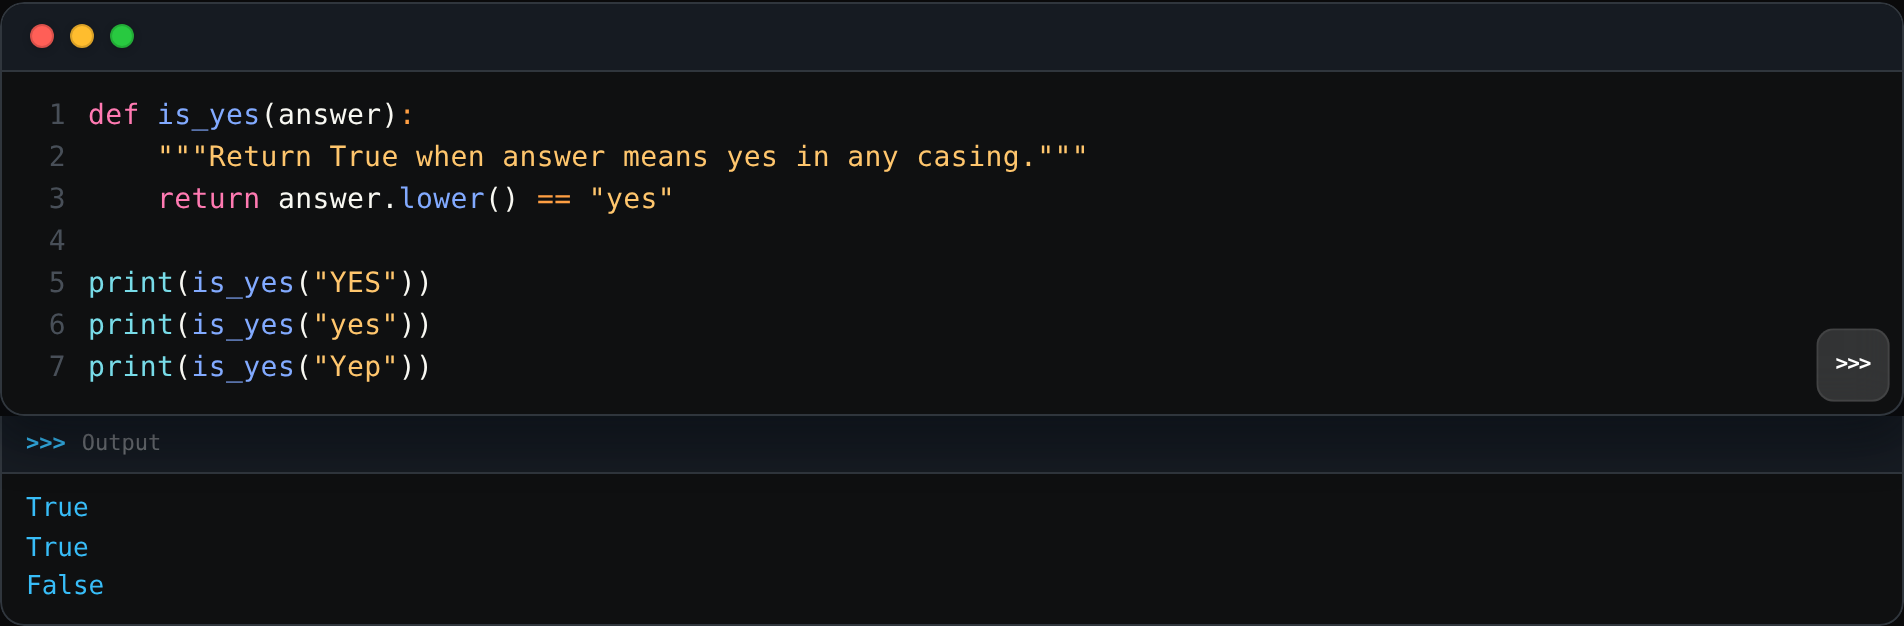 1 def is_yes(answer):
2     """Return True when answer means yes in any casing."""
3     return answer.lower() == "yes"
4
5 print(is_yes("YES"))
6 print(is_yes("yes"))
7 print(is_yes("Yep"))
>>>
>>> Output
True
True
False